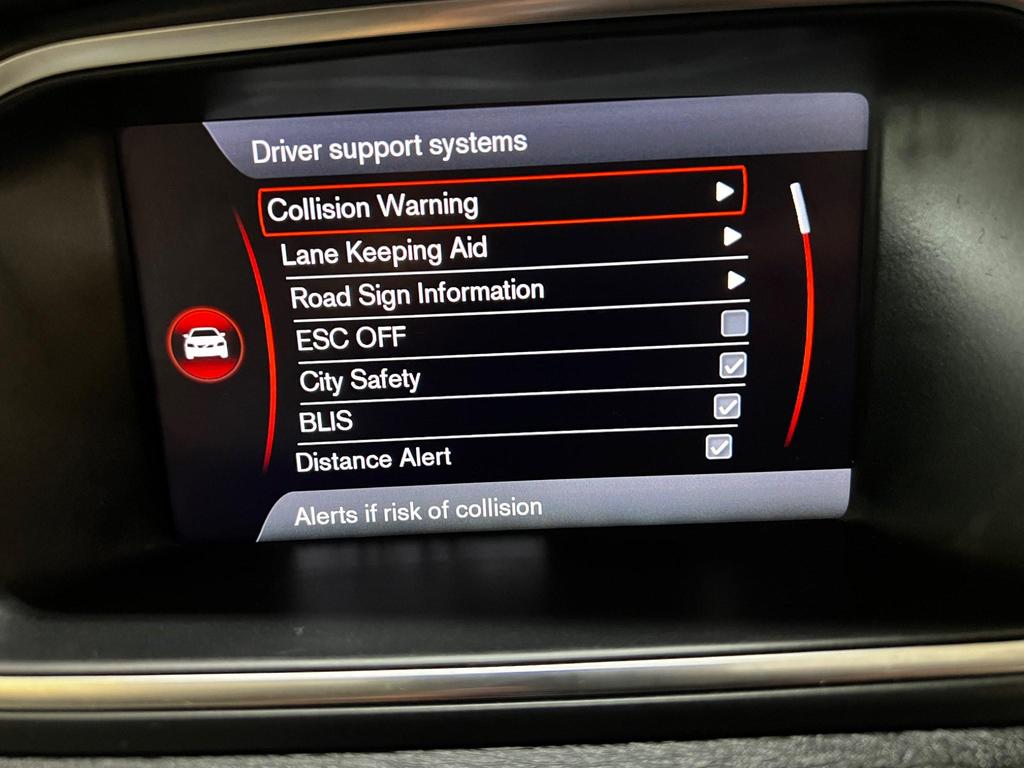 Driver support systems
Collision Warning
Lane Keeping Aid
Road Sign Information
ESC OFF
City Safety
BLIS
Distance Alert
Alerts if risk of collision